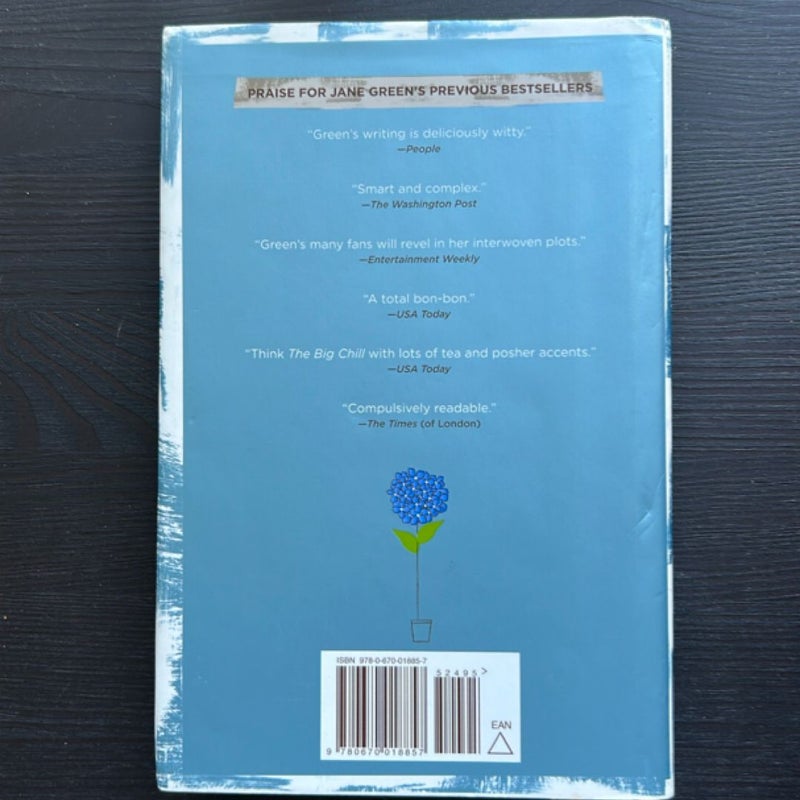 PRAISE FOR JANE GREEN'S PREVIOUS BESTSELLERS
“Green's writing is deliciously witty.”
—People
“Smart and complex.”
—The Washington Post
“Green's many fans will revel in her interwoven plots.”
—Entertainment Weekly
“A total bon-bon.”
—USA Today
“Think The Big Chill with lots of tea and posher accents.”
—USA Today
“Compulsively readable.”
—The Times (of London)
ISBN 978-0-670-01885-7
52495>
EAN
9 780670 018857